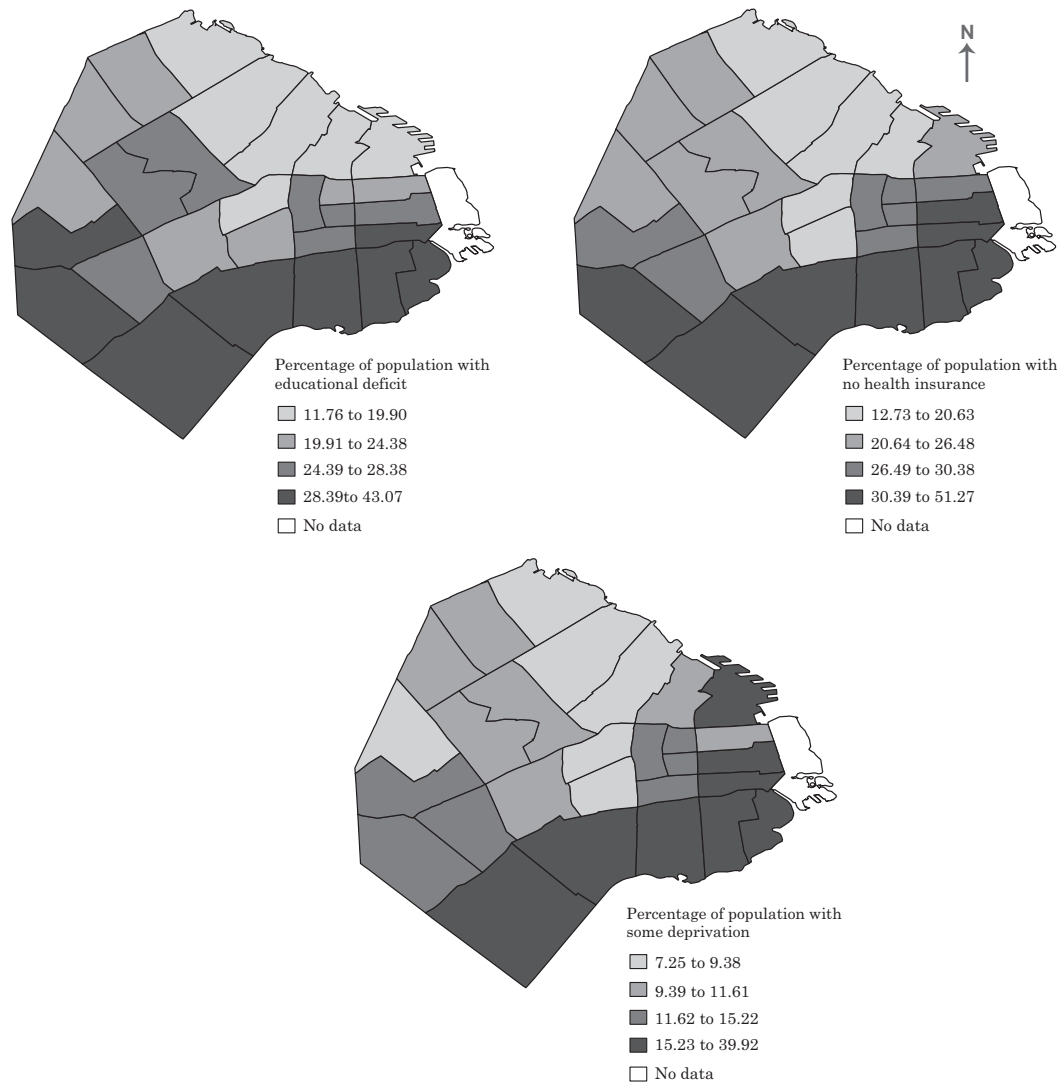 N
Percentage of population with
educational deficit
11.76 to 19.90
19.91 to 24.38
24.39 to 28.38
28.39to 43.07
No data
Percentage of population with
no health insurance
12.73 to 20.63
20.64 to 26.48
26.49 to 30.38
30.39 to 51.27
No data
Percentage of population with
some deprivation
7.25 to 9.38
9.39 to 11.61
11.62 to 15.22
15.23 to 39.92
No data